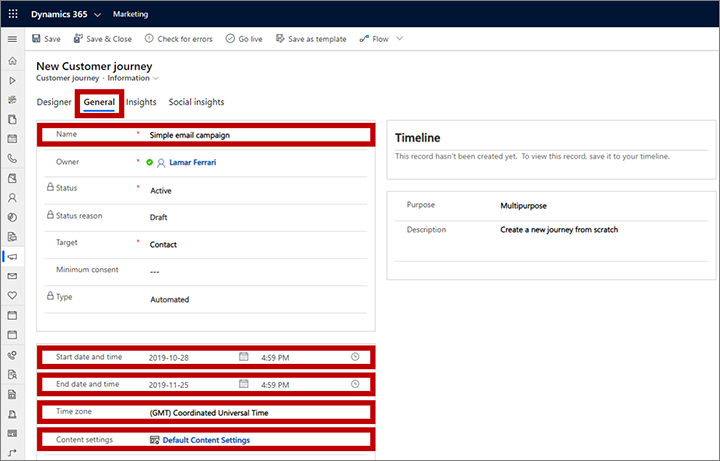 Dynamics 365 Marketing
Save Save & Close Check for errors Go live Save as template Flow
New Customer journey
Customer journey · Information
Designer General Insights Social insights
Name * Simple email campaign
Owner * Lamar Ferrari
Status * Active
Status reason Draft
Target * Contact
Minimum consent ---
Type Automated
Start date and time 2019-10-28 4:59 PM
End date and time 2019-11-25 4:59 PM
Time zone (GMT) Coordinated Universal Time
Content settings Default Content Settings
Timeline
This record hasn't been created yet. To view this record, save it to your timeline.
Purpose Multipurpose
Description Create a new journey from scratch